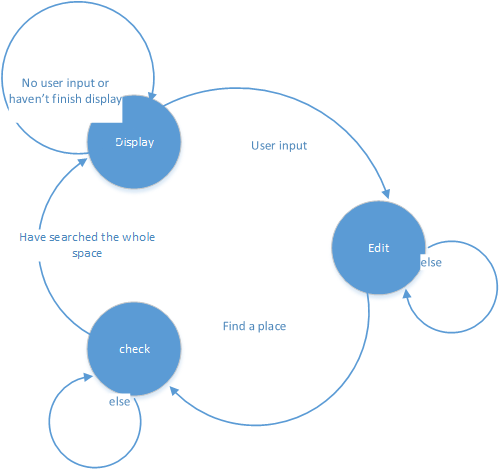 No user input or
haven't finish display
Display
User input
Edit
else
Have searched the whole
space
Find a place
check
else